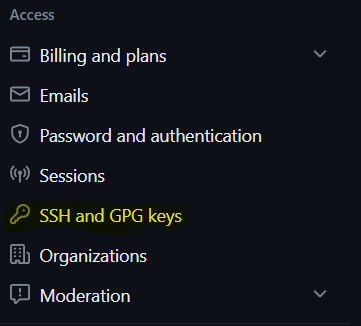 Access
Billing and plans
Emails
Password and authentication
Sessions
SSH and GPG keys
Organizations
Moderation